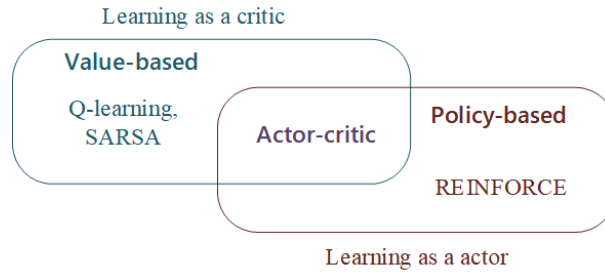 Learning as a critic
Value-based
Q-learning,
SARSA
Actor-critic
Policy-based
REINFORCE
Learning as a actor